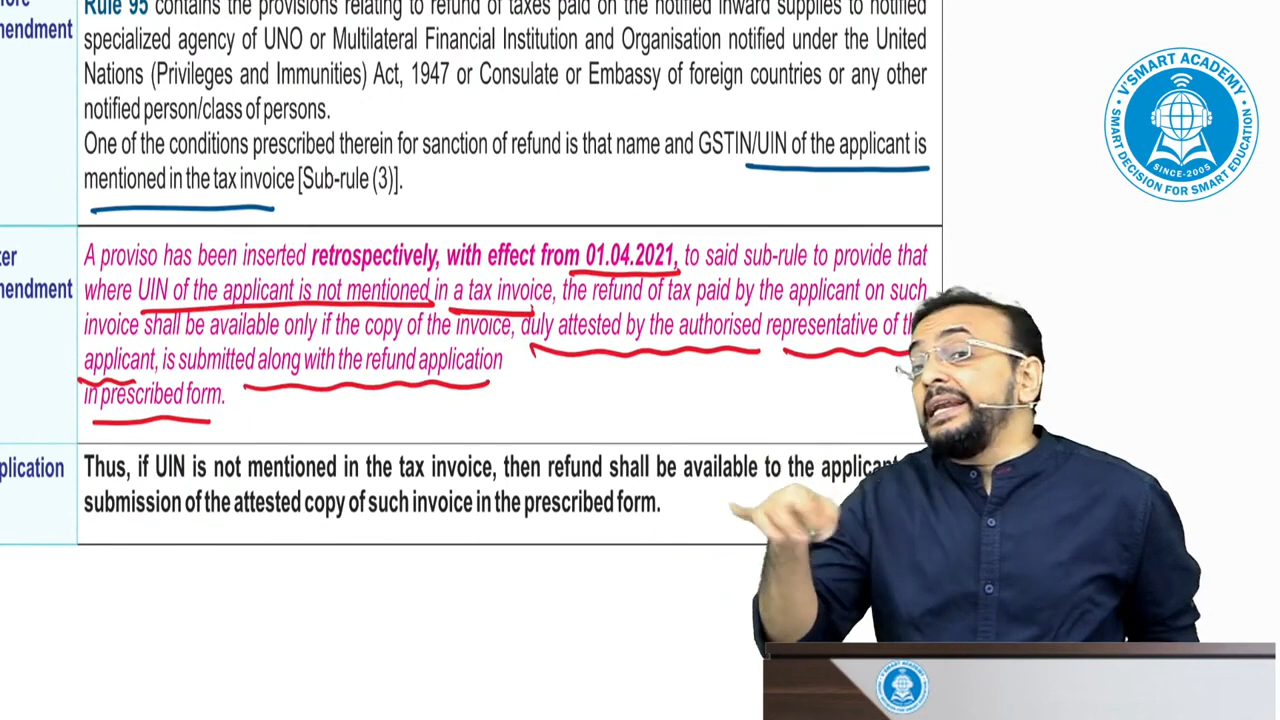 ore
Rule 95 contains the provisions relating to refund of taxes paid on the notified inward supplies to notified
mendment
specialized agency of UNO or Multilateral Financial Institution and Organisation notified under the United
Nations (Privileges and Immunities) Act, 1947 or Consulate or Embassy of foreign countries or any other
notified person/class of persons.
One of the conditions prescribed therein for sanction of refund is that name and GSTIN/UIN of the applicant is
mentioned in the tax invoice [Sub-rule (3)].
ter
A proviso has been inserted retrospectively, with effect from 01.04.2021, to said sub-rule to provide that
mendment
where UIN of the applicant is not mentioned in a tax invoice, the refund of tax paid by the applicant on such
invoice shall be available only if the copy of the invoice, duly attested by the authorised representative of th
applicant, is submitted along with the refund application
in prescribed form.
plication
Thus, if UIN is not mentioned in the tax invoice, then refund shall be available to the applican
submission of the attested copy of such invoice in the prescribed form.
V'SMART ACADEMY
SINCE-2005
SMART DECISION FOR SMART EDUCATION